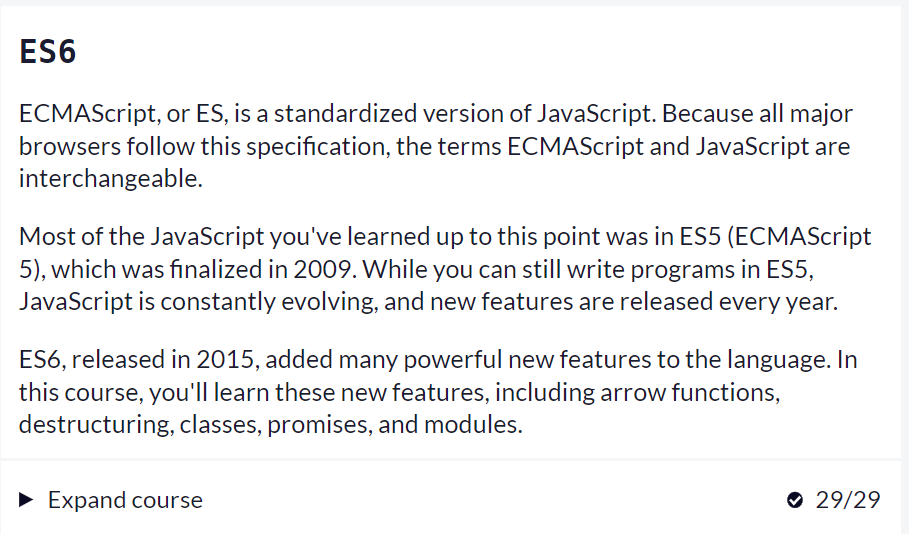 ES6
ECMAScript, or ES, is a standardized version of JavaScript. Because all major
browsers follow this specification, the terms ECMAScript and JavaScript are
interchangeable.
Most of the JavaScript you've learned up to this point was in ES5 (ECMAScript
5), which was finalized in 2009. While you can still write programs in ES5,
JavaScript is constantly evolving, and new features are released every year.
ES6, released in 2015, added many powerful new features to the language. In
this course, you'll learn these new features, including arrow functions,
destructuring, classes, promises, and modules.
Expand course 29/29